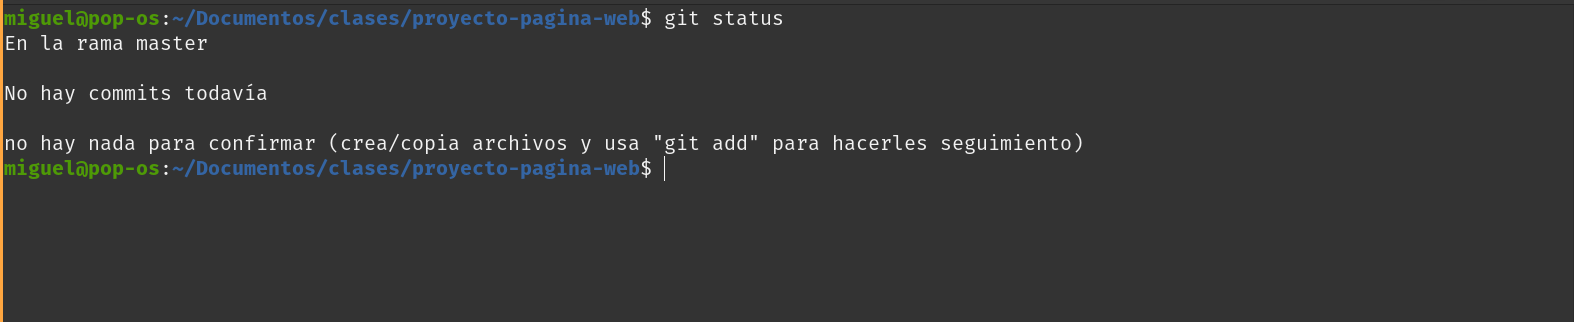 miguel@pop-os:~/Documentos/clases/proyecto-pagina-web$ git status
En la rama master
No hay commits todavía
no hay nada para confirmar (crea/copia archivos y usa "git add" para hacerles seguimiento)
miguel@pop-os:~/Documentos/clases/proyecto-pagina-web$